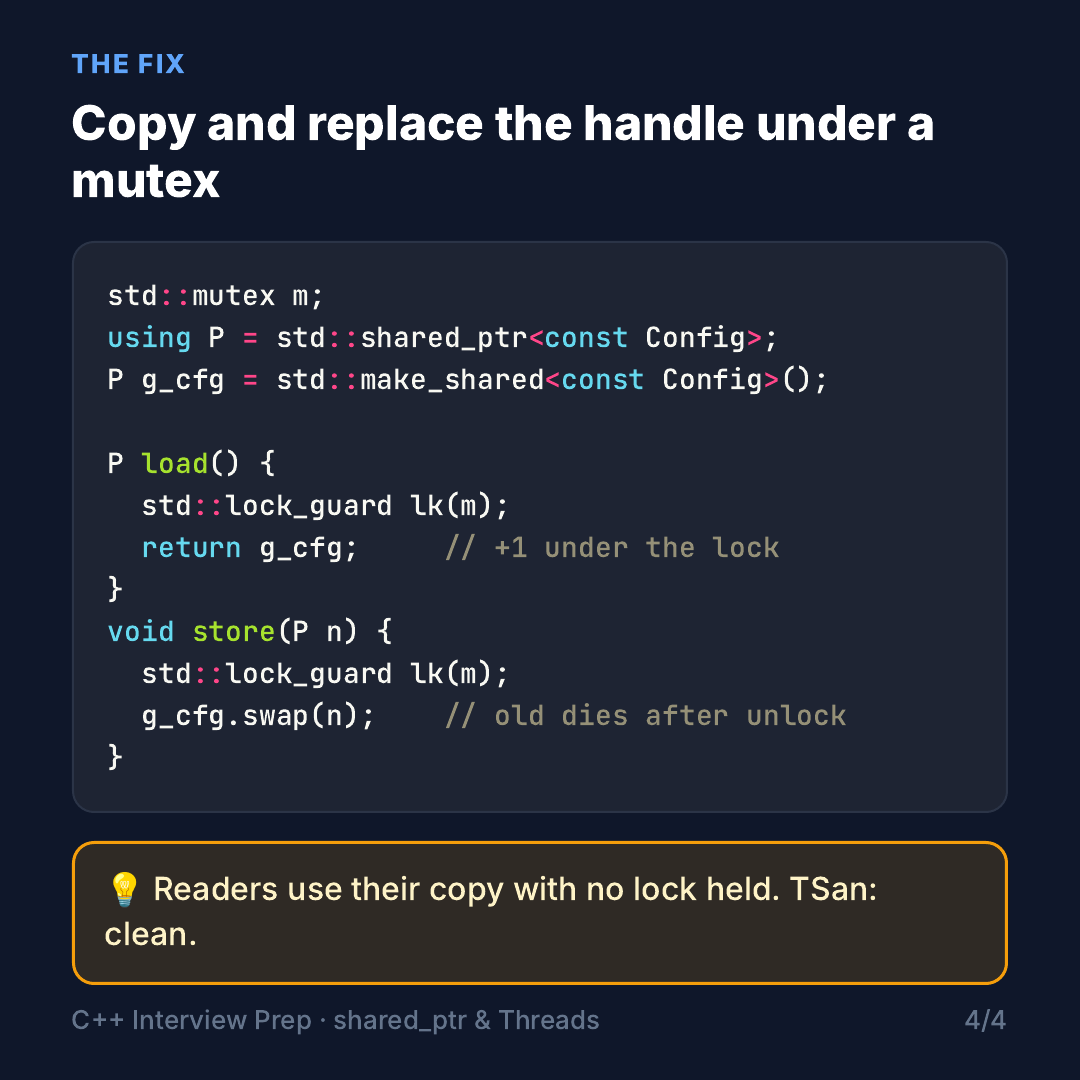 THE FIX
Copy and replace the handle under a
mutex
std::mutex m;
using P = std::shared_ptr<const Config>;
P g_cfg = std::make_shared<const Config>();
P load() {
  std::lock_guard lk(m);
  return g_cfg;     // +1 under the lock
}
void store(P n) {
  std::lock_guard lk(m);
  g_cfg.swap(n);    // old dies after unlock
}
💡 Readers use their copy with no lock held. TSan:
clean.
C++ Interview Prep · shared_ptr & Threads
4/4